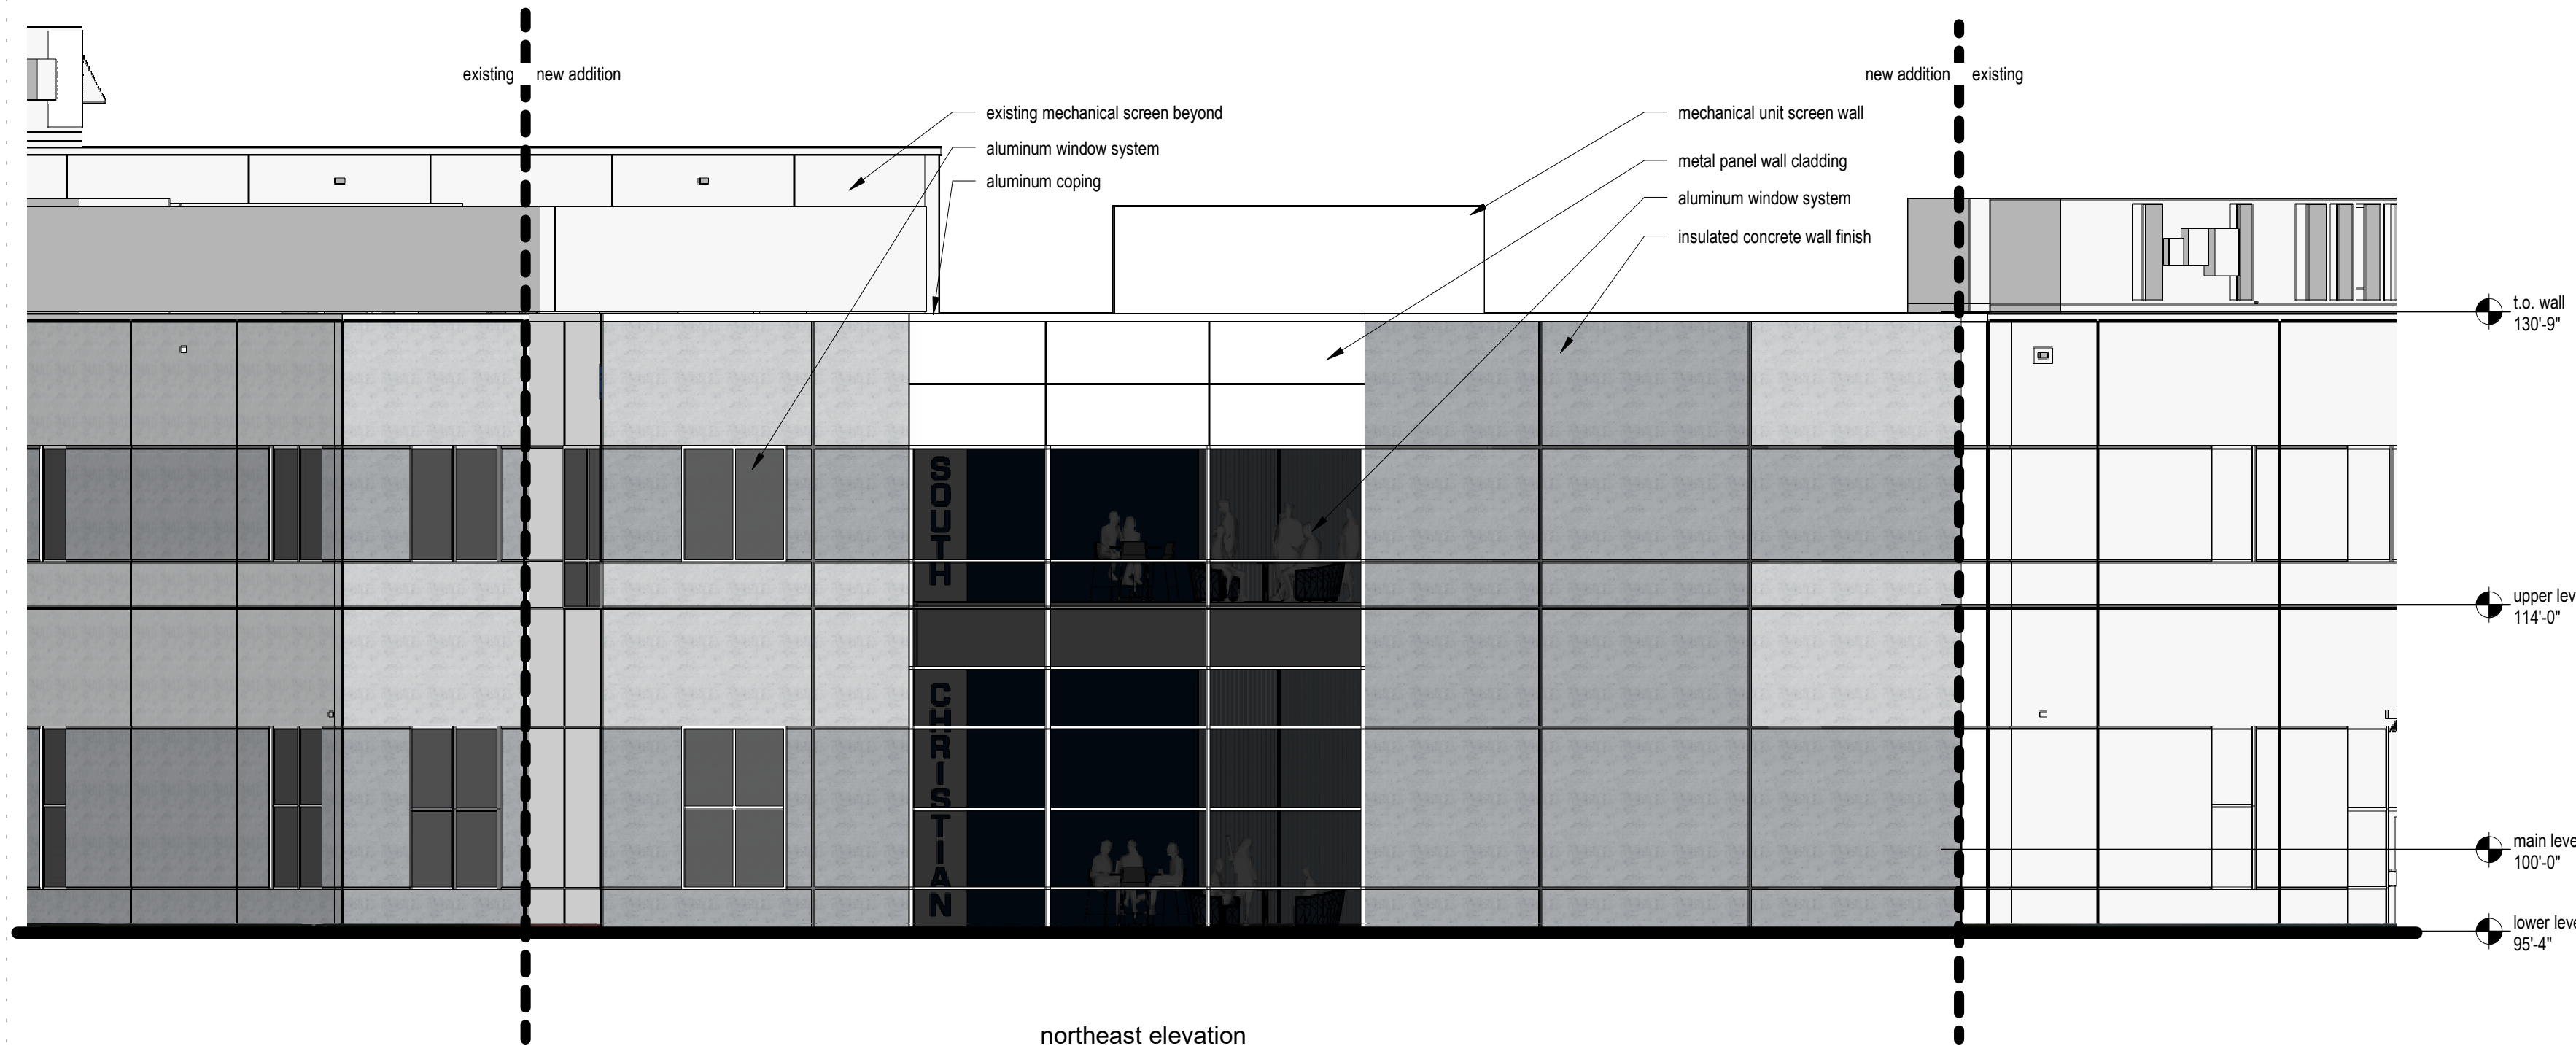 existing new addition
new addition existing
existing mechanical screen beyond
aluminum window system
aluminum coping
mechanical unit screen wall
metal panel wall cladding
aluminum window system
insulated concrete wall finish
t.o. wall
130'-9"
SOUTH
upper lev
114'-0"
CHRISTIAN
main leve
100'-0"
lower leve
95'-4"
northeast elevation